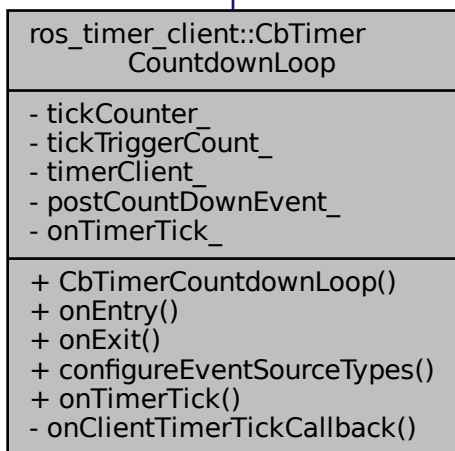 ros_timer_client::CbTimer
CountdownLoop
- tickCounter_
- tickTriggerCount_
- timerClient_
- postCountDownEvent_
- onTimerTick_
+ CbTimerCountdownLoop()
+ onEntry()
+ onExit()
+ configureEventSourceTypes()
+ onTimerTick()
- onClientTimerTickCallback()